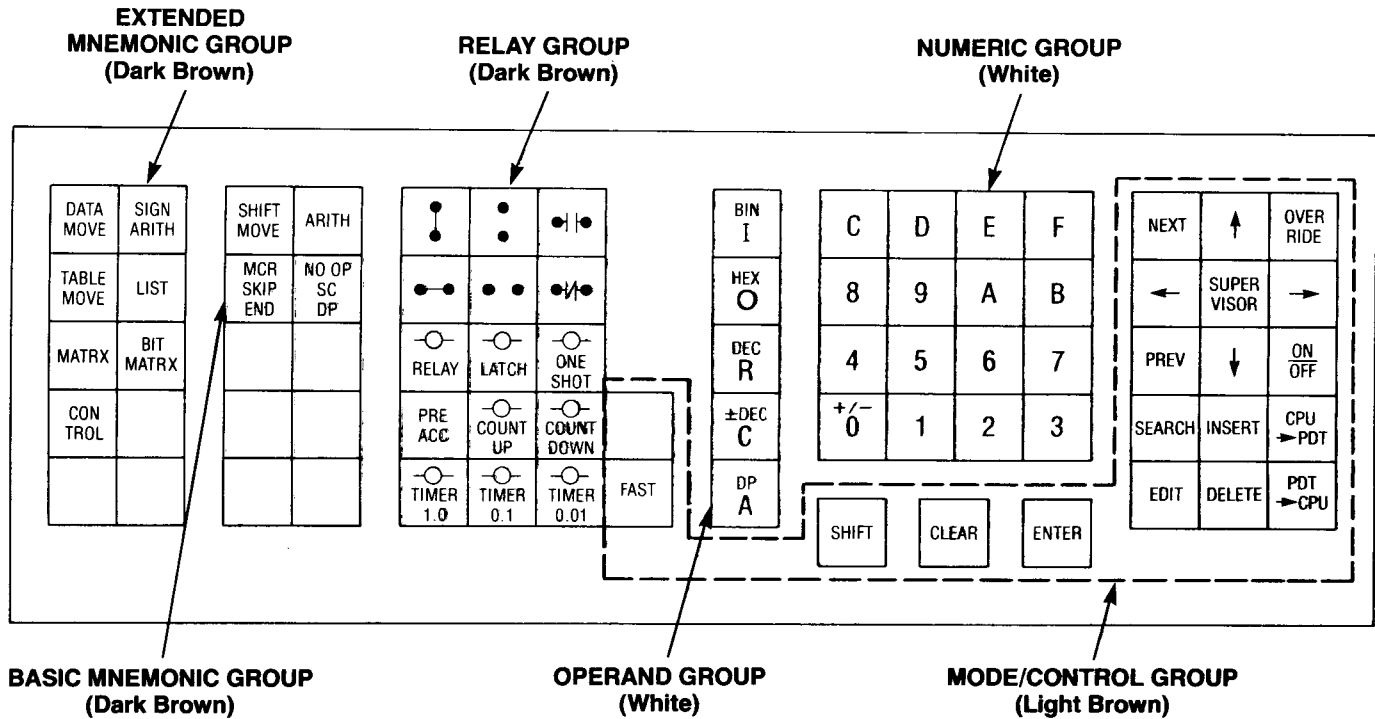 EXTENDED
MNEMONIC GROUP
(Dark Brown)
RELAY GROUP
(Dark Brown)
NUMERIC GROUP
(White)
DATA
MOVE
SIGN
ARITH
TABLE
MOVE
LIST
MATRX
BIT
MATRX
CON
TROL
SHIFT
MOVE
ARITH
MCR
SKIP
END
NO OP
SC
DP
RELAY
LATCH
ONE
SHOT
PRE
ACC
COUNT
UP
COUNT
DOWN
TIMER
1.0
TIMER
0.1
TIMER
0.01
FAST
BIN
I
HEX
O
DEC
R
±DEC
C
DP
A
C
D
E
F
8
9
A
B
4
5
6
7
+/−
0
1
2
3
SHIFT
CLEAR
ENTER
NEXT
↑
OVER
RIDE
←
SUPER
VISOR
→
PREV
↓
ON
OFF
SEARCH
INSERT
CPU
→PDT
EDIT
DELETE
PDT
→CPU
BASIC MNEMONIC GROUP
(Dark Brown)
OPERAND GROUP
(White)
MODE/CONTROL GROUP
(Light Brown)